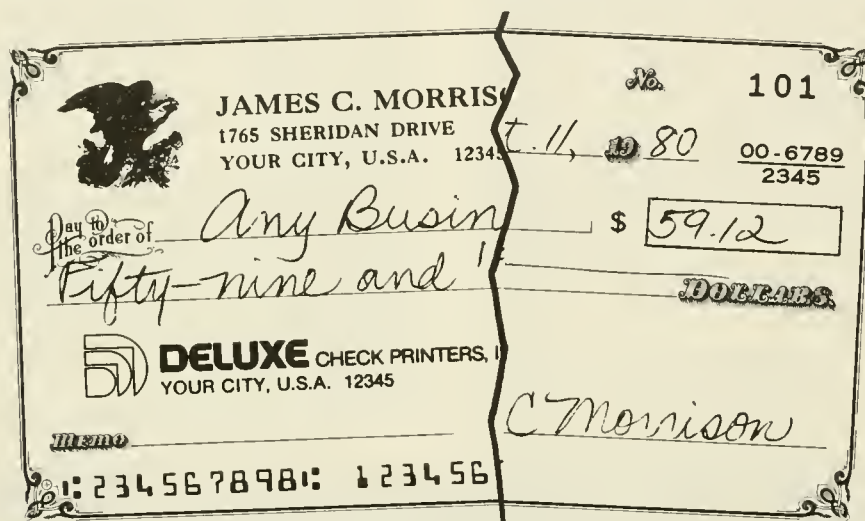 No. 101
JAMES C. MORRIS
1765 SHERIDAN DRIVE
YOUR CITY, U.S.A. 12345
t. 11, 19 80
00-6789
2345
Pay to the order of Any Busin $ 59.12
Fifty-nine and DOLLARS
DELUXE CHECK PRINTERS, I
YOUR CITY, U.S.A. 12345
C Morrison
MEMO
⑆234567898⑆ 123456